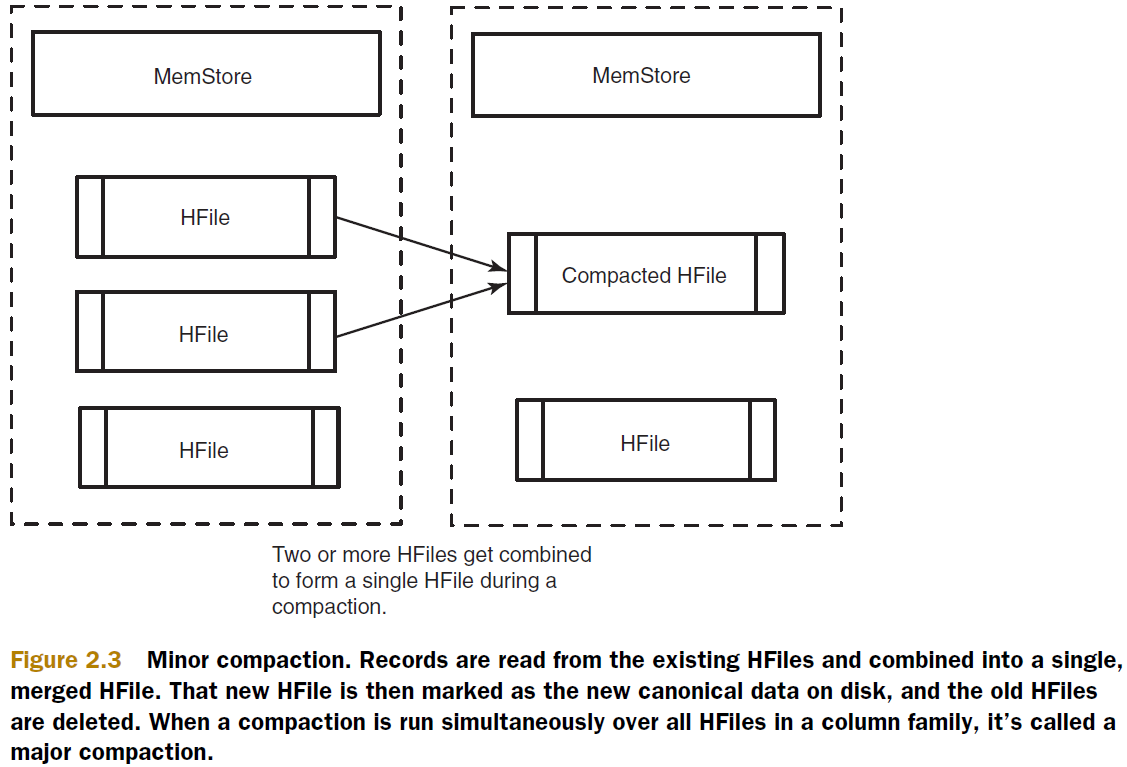 MemStore
HFile
HFile
HFile
MemStore
Compacted HFile
HFile
Two or more HFiles get combined
to form a single HFile during a
compaction.
Figure 2.3 Minor compaction. Records are read from the existing HFiles and combined into a single,
merged HFile. That new HFile is then marked as the new canonical data on disk, and the old HFiles
are deleted. When a compaction is run simultaneously over all HFiles in a column family, it’s called a
major compaction.